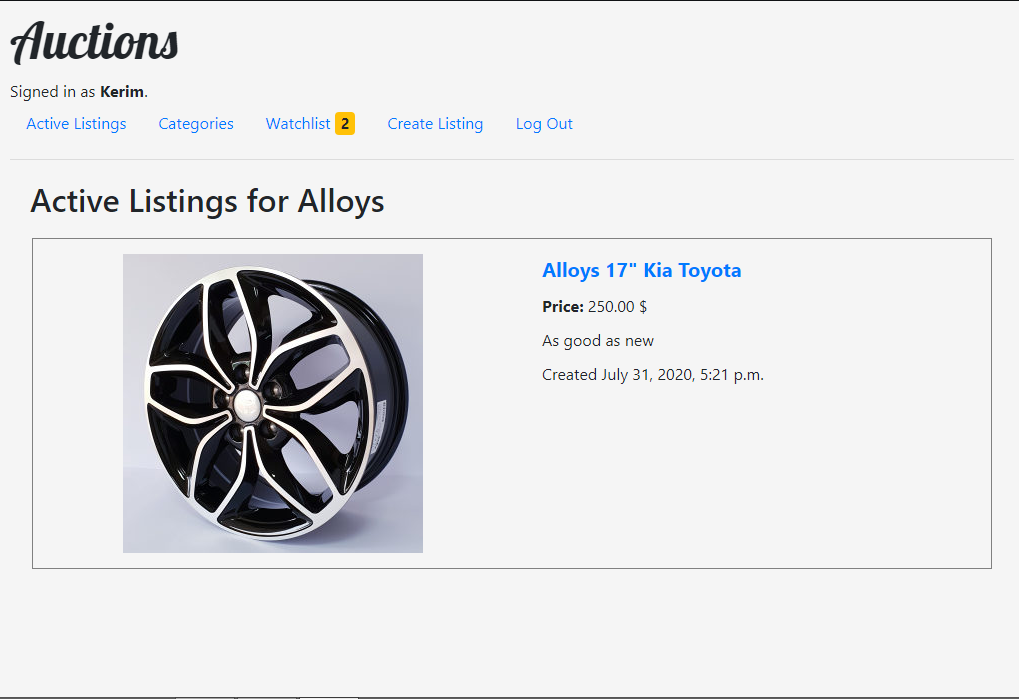 Auctions
Signed in as Kerim.
Active Listings Categories Watchlist 2 Create Listing Log Out
Active Listings for Alloys
Alloys 17" Kia Toyota
Price: 250.00 $
As good as new
Created July 31, 2020, 5:21 p.m.